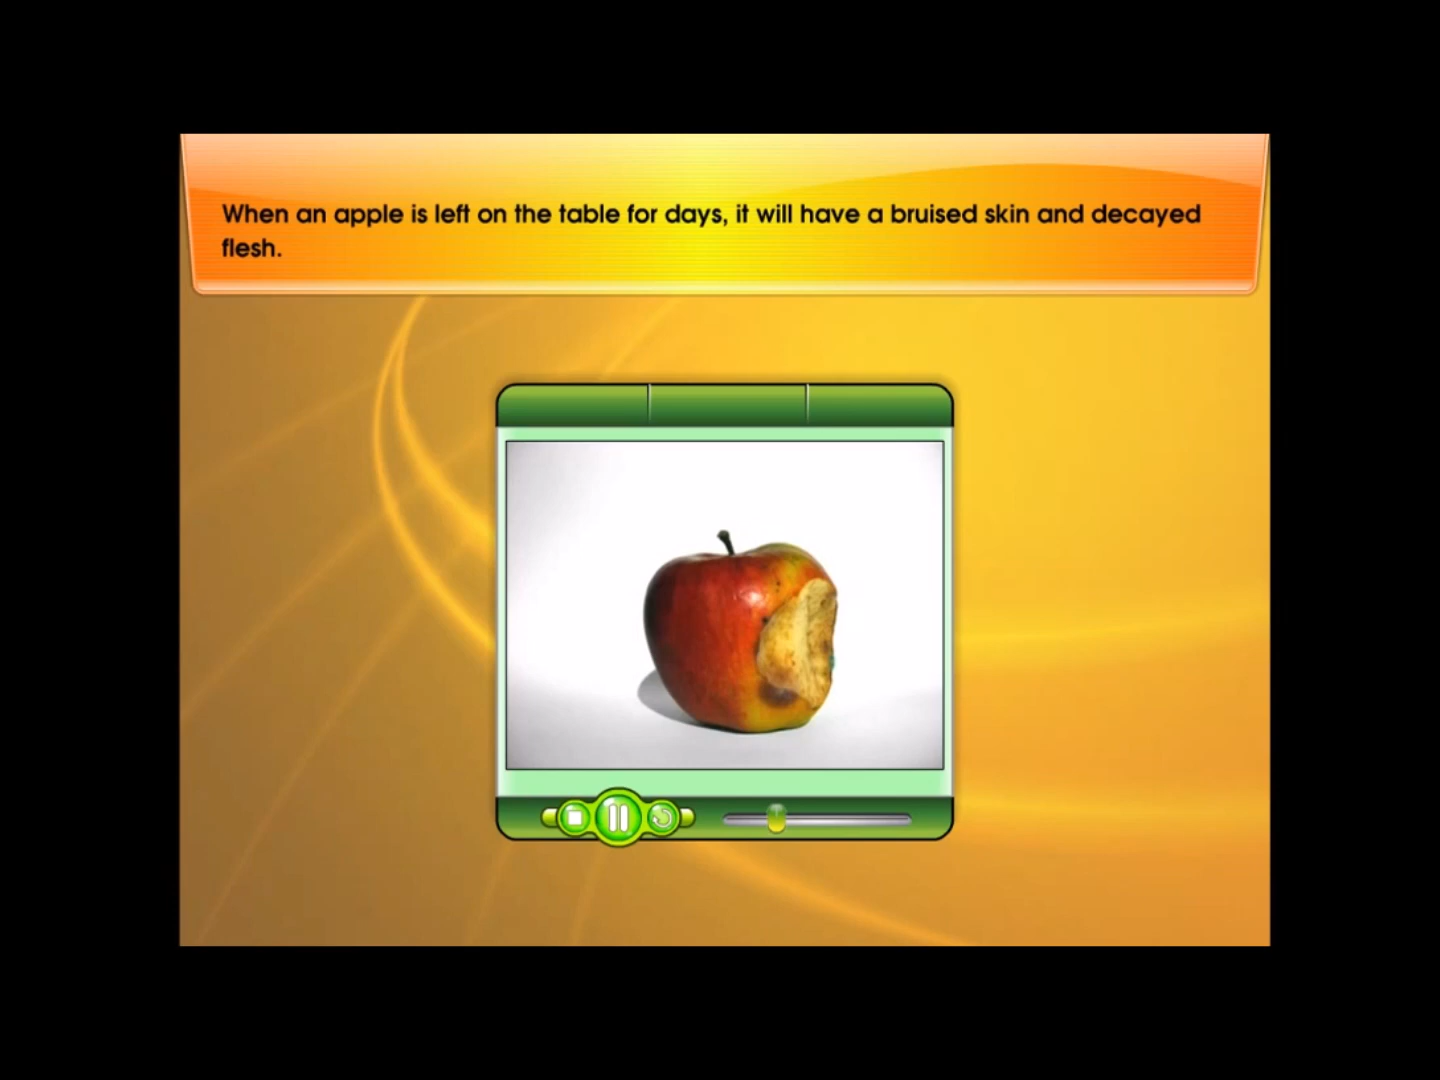 When an apple is left on the table for days, it will have a bruised skin and decayed
flesh.